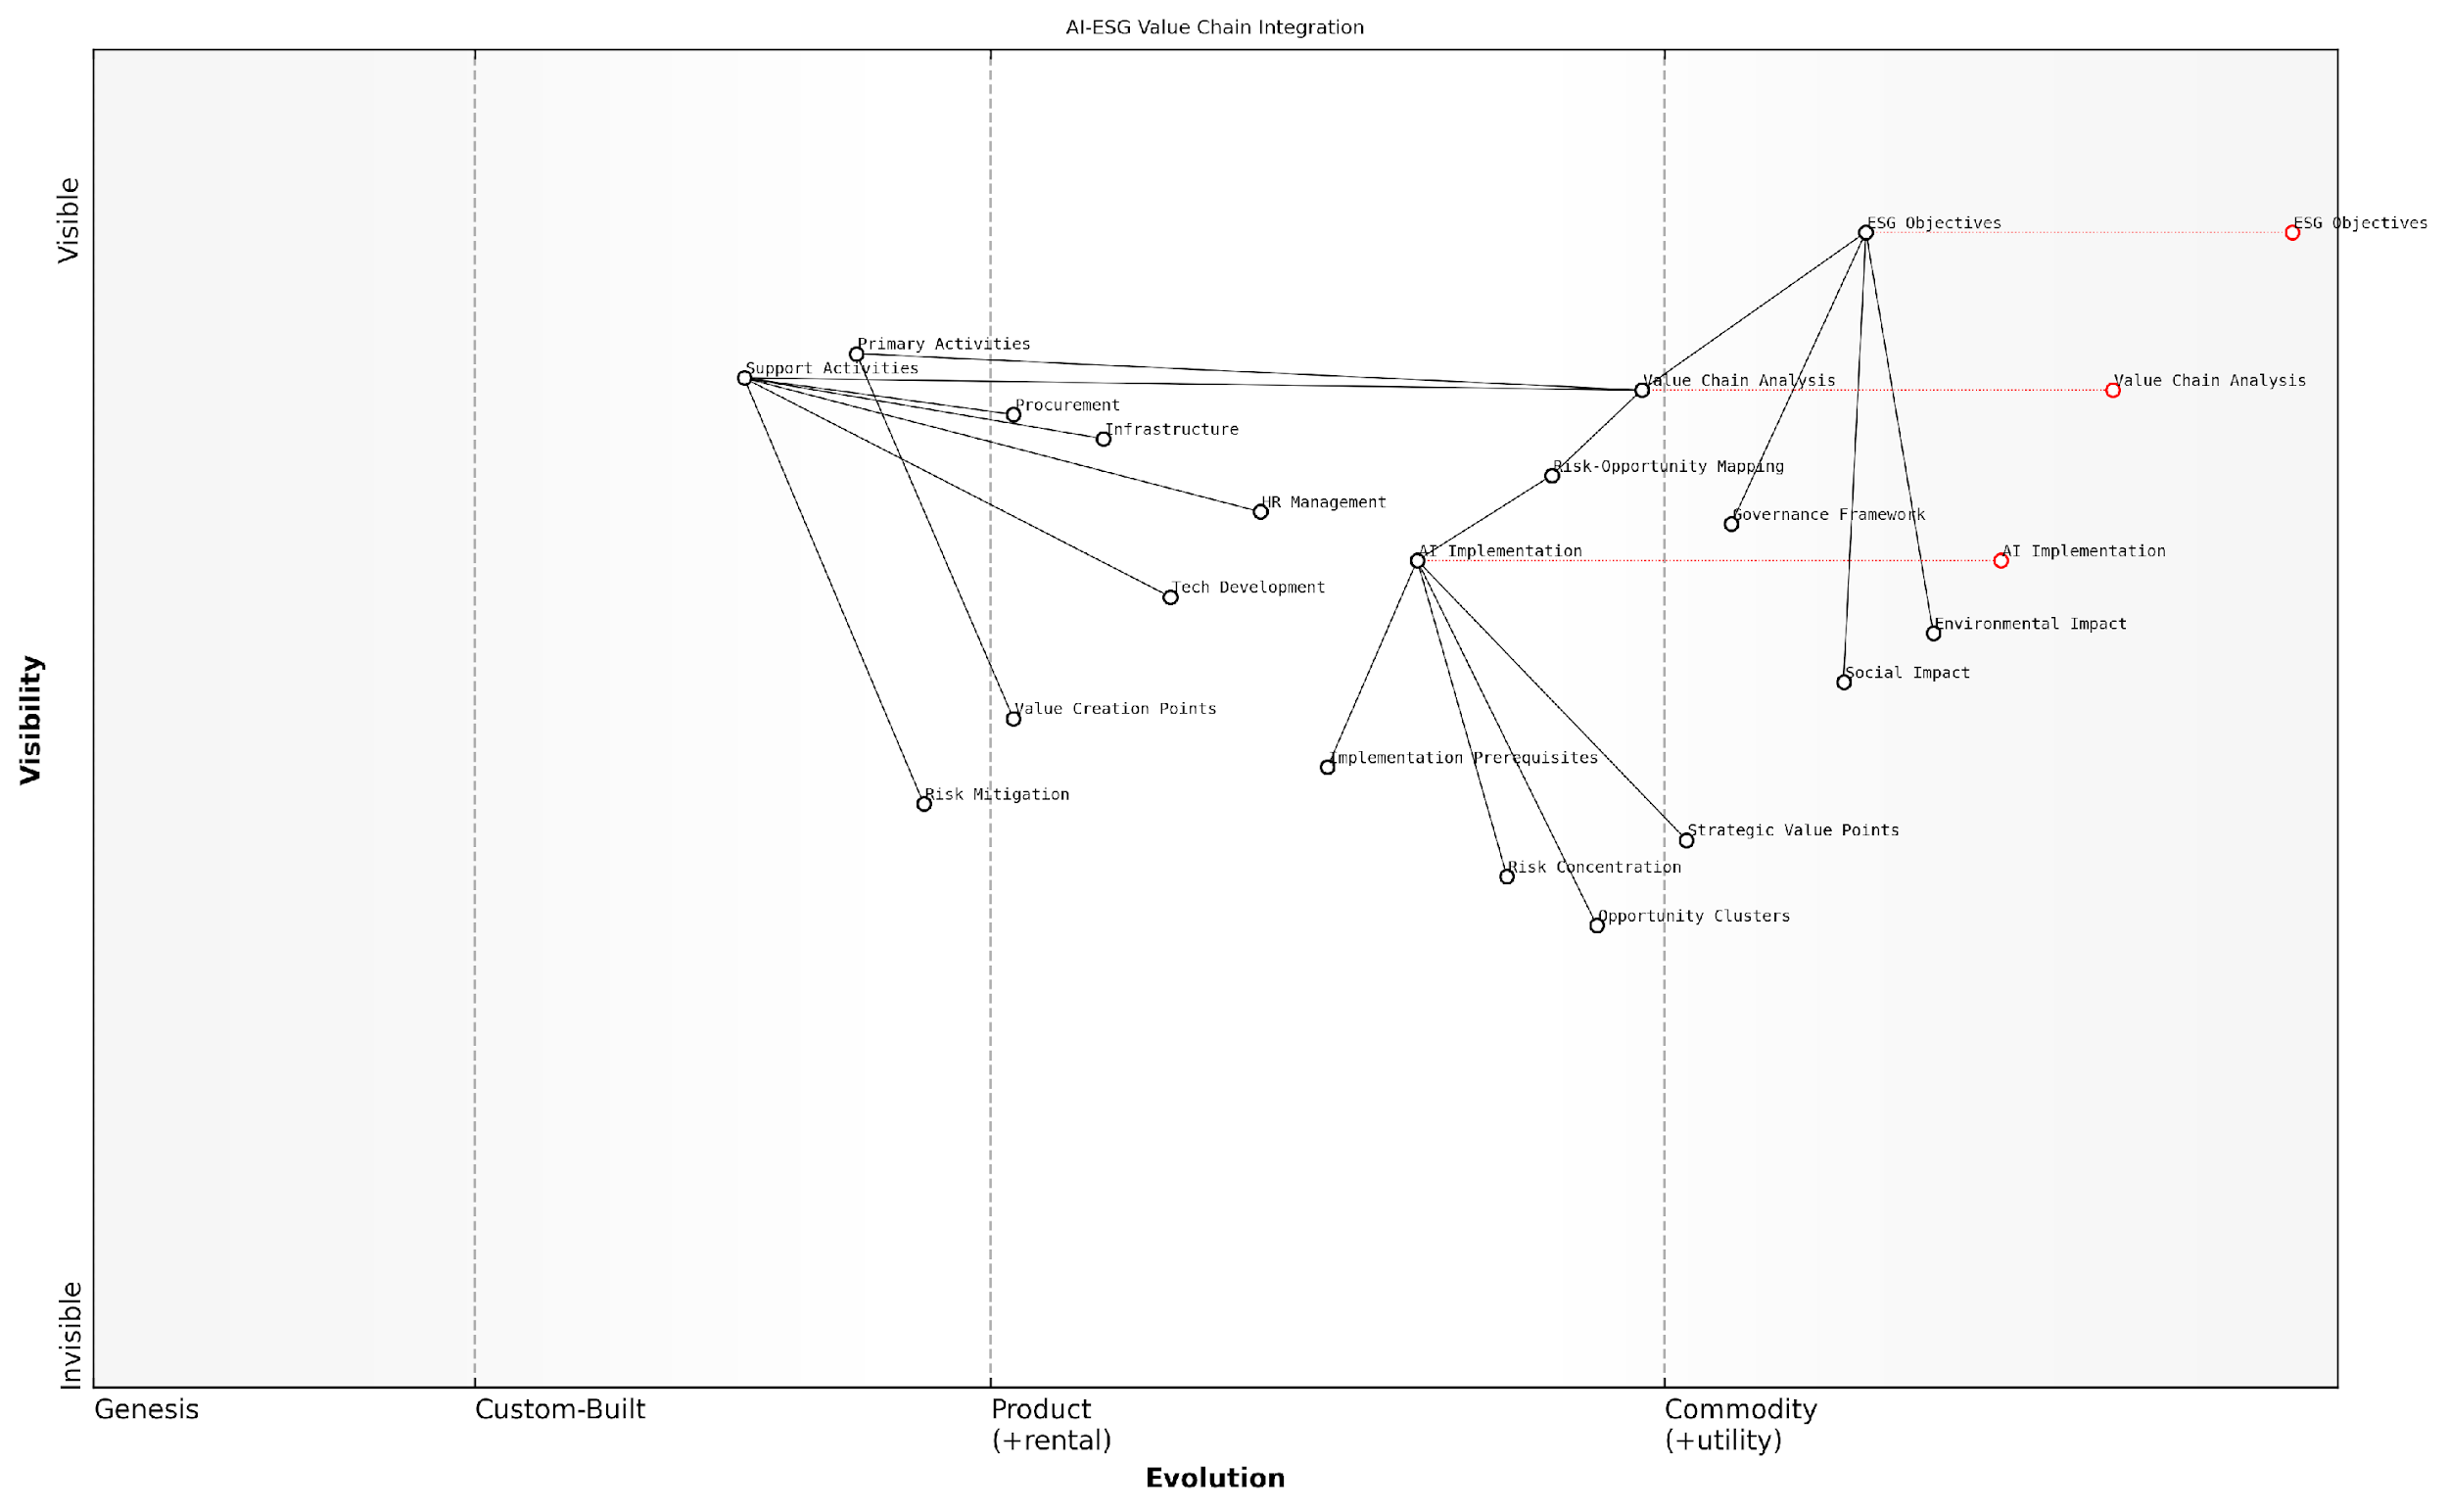 AI-ESG Value Chain Integration
Visible
ESG Objectives
ESG Objectives
Primary Activities
Support Activities
Value Chain Analysis
Value Chain Analysis
Procurement
Infrastructure
Risk-Opportunity Mapping
HR Management
Governance Framework
AI Implementation
AI Implementation
Tech Development
Environmental Impact
Social Impact
Value Creation Points
Visibility
Implementation Prerequisites
Risk Mitigation
Strategic Value Points
Risk Concentration
Opportunity Clusters
Invisible
Genesis
Custom-Built
Product
(+rental)
Commodity
(+utility)
Evolution